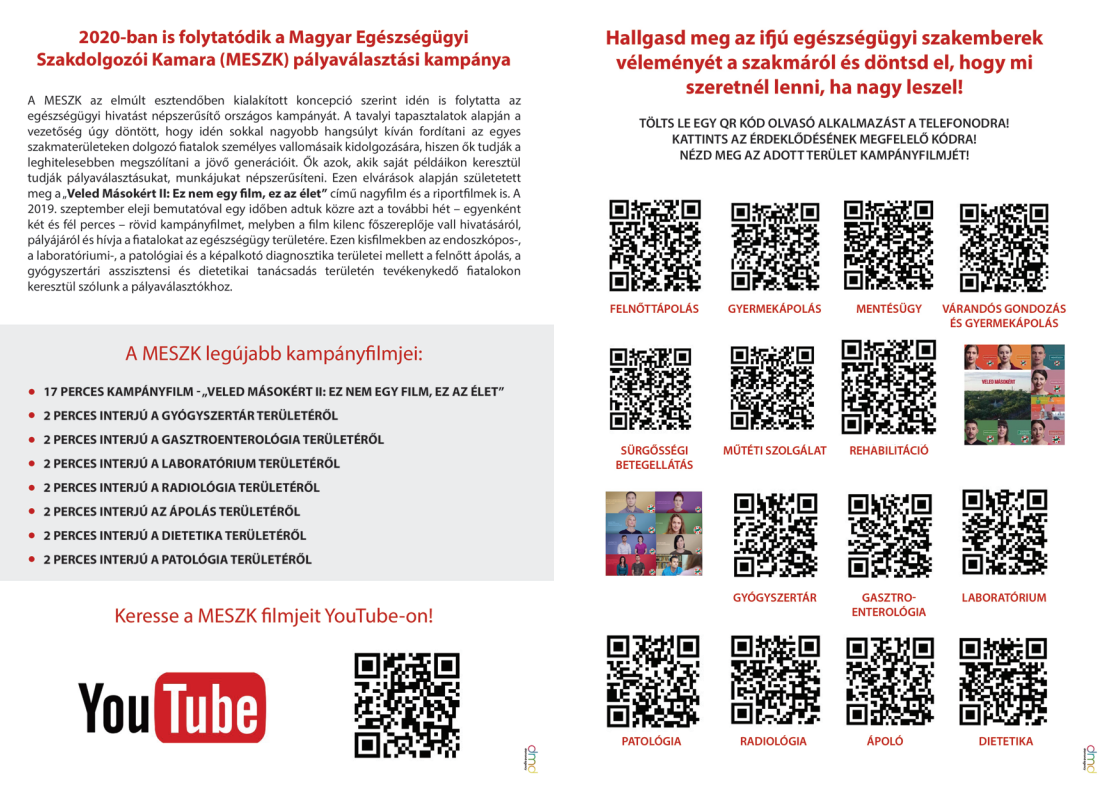 2020-ban is folytatódik a Magyar Egészségügyi
Szakdolgozói Kamara (MESZK) pályaválasztási kampánya
A MESZK az elmúlt esztendőben kialakított koncepció szerint idén is folytatta az
egészségügyi hivatást népszerűsítő országos kampányát. A tavalyi tapasztalatok alapján a
vezetőség úgy döntött, hogy idén sokkal nagyobb hangsúlyt kíván fordítani az egyes
szakmaterületeken dolgozó fiatalok személyes vallomásaik kidolgozására, hiszen ők tudják a
leghitelesebben megszólítani a jövő generációit. Ők azok, akik saját példáikon keresztül
tudják pályaválasztásukat, munkájukat népszerűsíteni. Ezen elvárások alapján születetett
meg a „Veled Másokért II: Ez nem egy film, ez az élet” című nagyfilm és a riportfilmek is. A
2019. szeptember eleji bemutatóval egy időben adtuk közre azt a további hét – egyenként
két és fél perces – rövid kampányfilmet, melyben a film kilenc főszereplője vall hivatásáról,
pályájáról és hívja a fiatalokat az egészségügy területére. Ezen kisfilmekben az endoszkópos-,
a laboratóriumi-, a patológiai és a képalkotó diagnosztika területei mellett a felnőtt ápolás, a
gyógyszertári asszisztensi és dietetikai tanácsadás területén tevékenykedő fiatalokon
keresztül szólunk a pályaválasztókhoz.
A MESZK legújabb kampányfilmjei:
• 17 PERCES KAMPÁNYFILM - „VELED MÁSOKÉRT II: EZ NEM EGY FILM, EZ AZ ÉLET”
• 2 PERCES INTERJÚ A GYÓGYSZERTÁR TERÜLETÉRŐL
• 2 PERCES INTERJÚ A GASZTROENTEROLÓGIA TERÜLETÉRŐL
• 2 PERCES INTERJÚ A LABORATÓRIUM TERÜLETÉRŐL
• 2 PERCES INTERJÚ A RADIOLÓGIA TERÜLETÉRŐL
• 2 PERCES INTERJÚ AZ ÁPOLÁS TERÜLETÉRŐL
• 2 PERCES INTERJÚ A DIETETIKA TERÜLETÉRŐL
• 2 PERCES INTERJÚ A PATOLÓGIA TERÜLETÉRŐL
Keresse a MESZK filmjeit YouTube-on!
YouTube
dmd
Hallgasd meg az ifjú egészségügyi szakemberek
véleményét a szakmáról és döntsd el, hogy mi
szeretnél lenni, ha nagy leszel!
TÖLTS LE EGY QR KÓD OLVASÓ ALKALMAZÁST A TELEFONODRA!
KATTINTS AZ ÉRDEKLŐDÉSÉNEK MEGFELELŐ KÓDRA!
NÉZD MEG AZ ADOTT TERÜLET KAMPÁNYFILMJÉT!
FELNŐTTÁPOLÁS GYERMEKÁPOLÁS MENTÉSÜGY VÁRANDÓS GONDOZÁS
ÉS GYERMEKÁPOLÁS
VELED MÁSOKÉRT
SÜRGŐSSÉGI MŰTÉTI SZOLGÁLAT REHABILITÁCIÓ
BETEGELLÁTÁS
GYÓGYSZERTÁR GASZTRO- LABORATÓRIUM
ENTEROLÓGIA
PATOLÓGIA RADIOLÓGIA ÁPOLÓ DIETETIKA
dmd